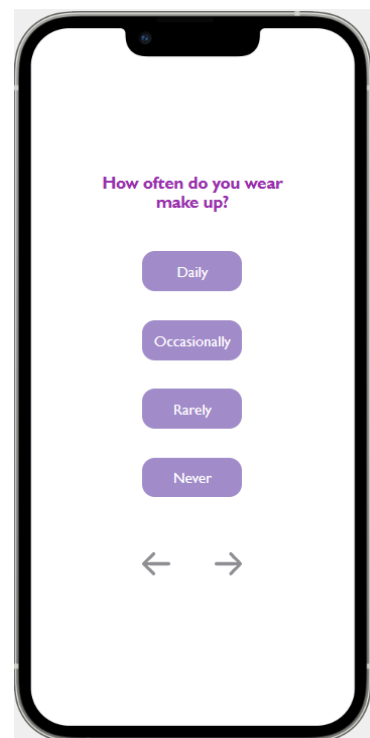 How often do you wear
make up?
Daily
Occasionally
Rarely
Never